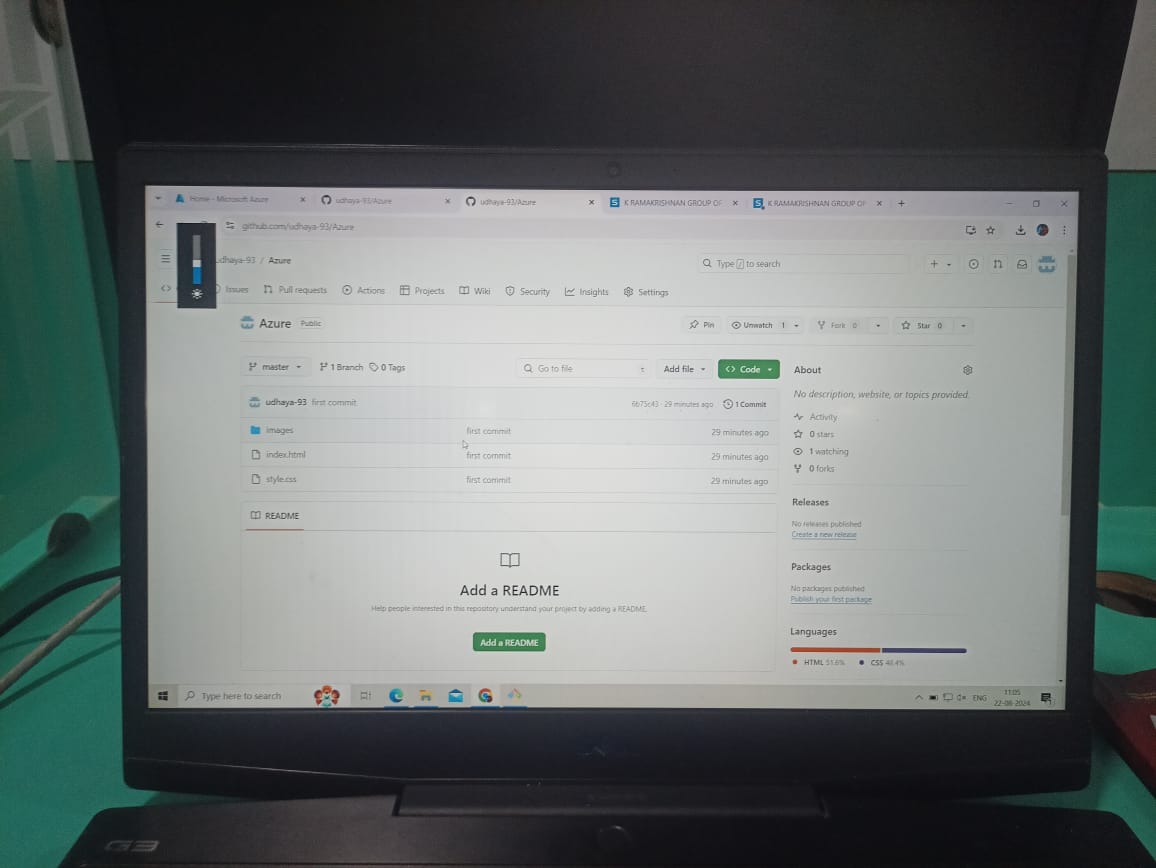 Home - Microsoft Azure
udhaya-93/Azure
udhaya-93/Azure
K RAMAKRISHNAN GROUP OF
K RAMAKRISHNAN GROUP OF
github.com/udhaya-93/Azure
udhaya-93 / Azure
Type / to search
Issues
Pull requests
Actions
Projects
Wiki
Security
Insights
Settings
Azure Public
Pin
Unwatch 1
Fork 0
Star 0
master
1 Branch
0 Tags
Go to file
t
Add file
Code
udhaya-93 first commit
6b75c43 · 29 minutes ago
1 Commit
images first commit 29 minutes ago
index.html first commit 29 minutes ago
style.css first commit 29 minutes ago
README
Add a README
Help people interested in this repository understand your project by adding a README.
Add a README
About
No description, website, or topics provided.
Activity
0 stars
1 watching
0 forks
Releases
No releases published
Create a new release
Packages
No packages published
Publish your first package
Languages
HTML 51.6% CSS 48.4%
Type here to search
ENG
11:05
22-08-2024
G3